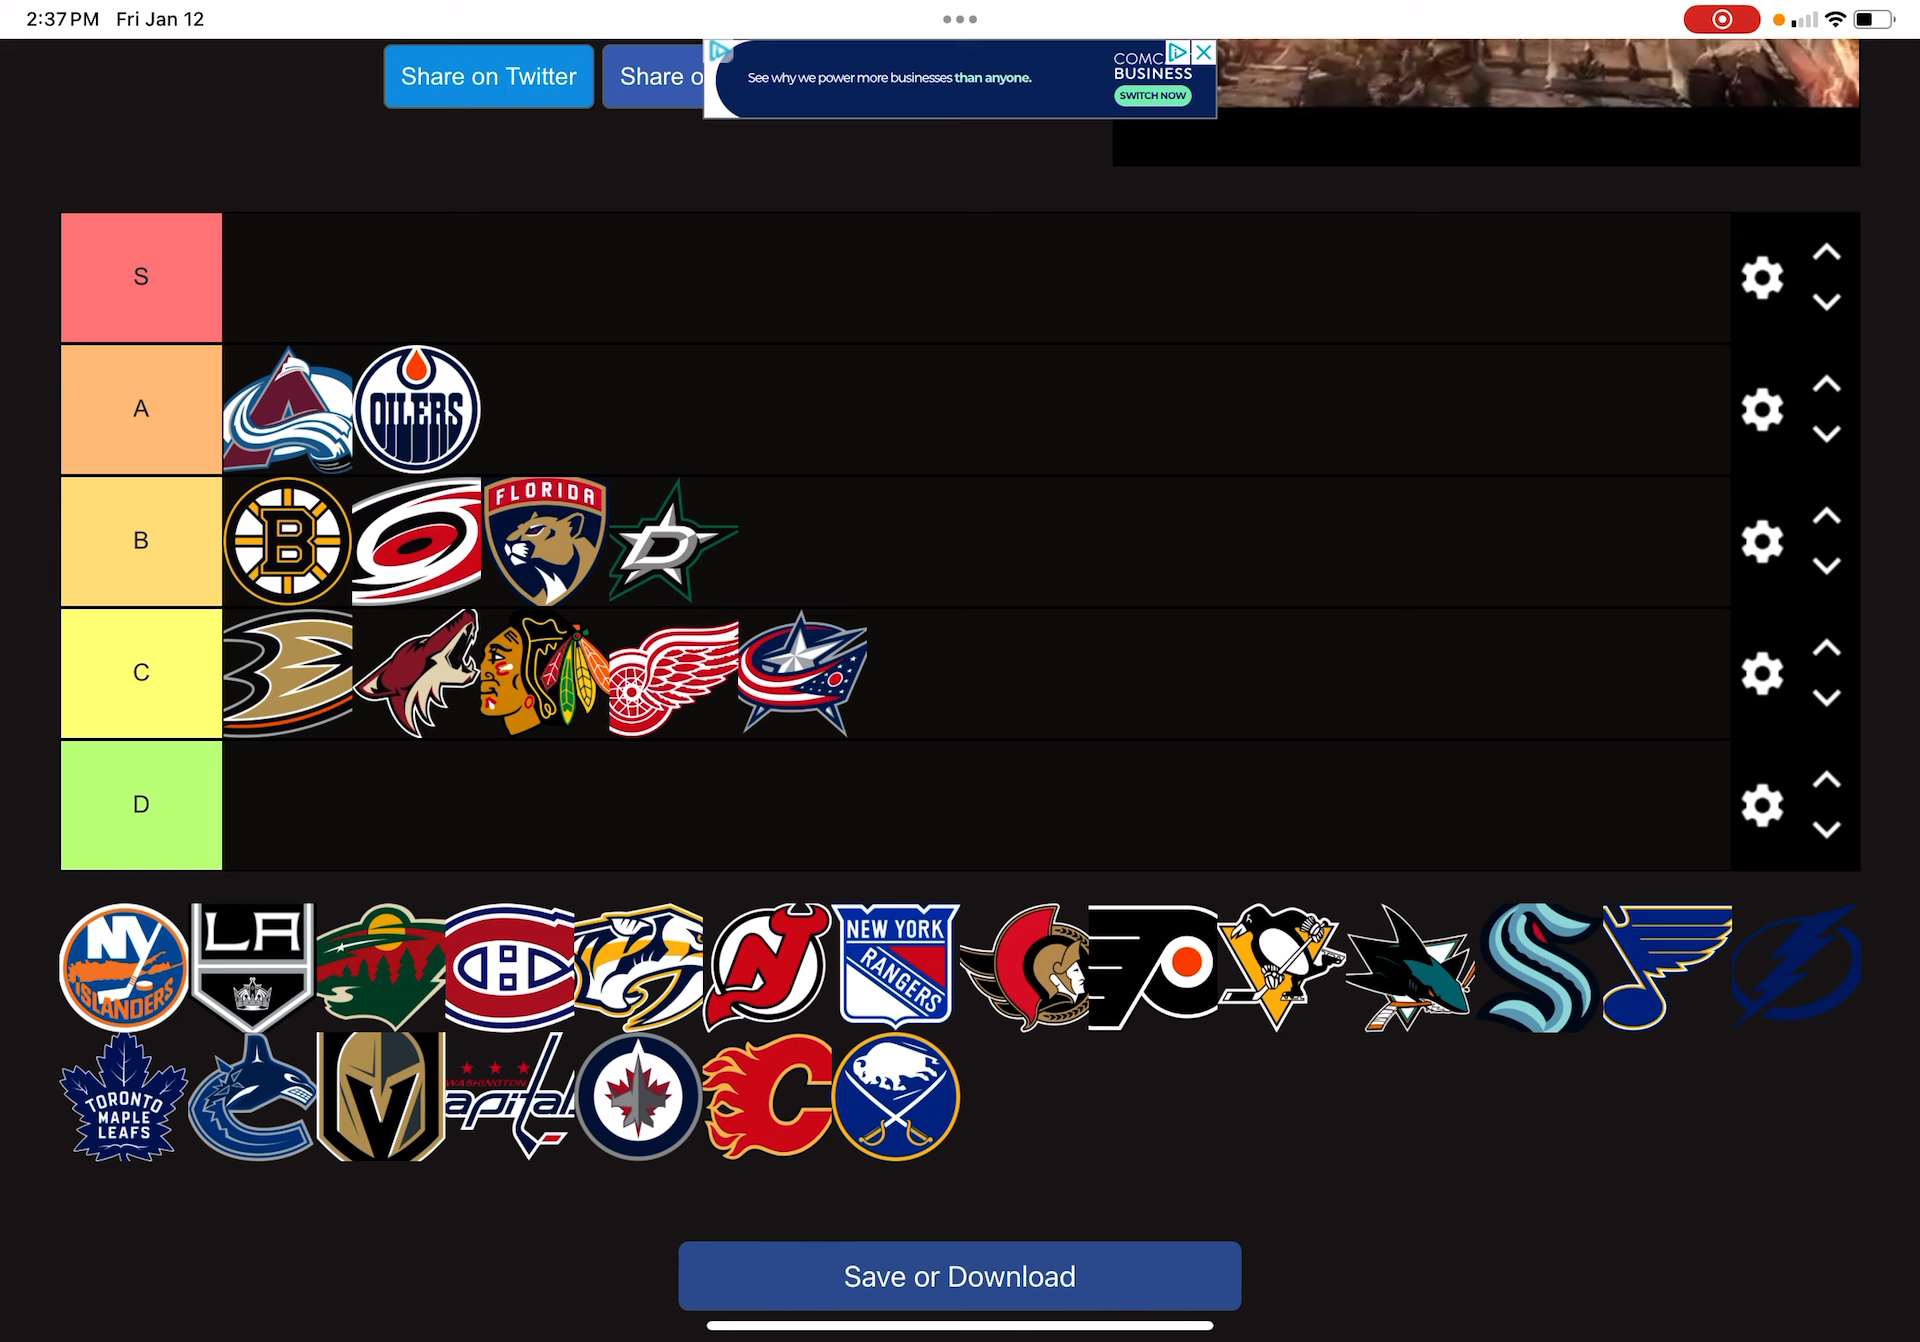 2:37 PM Fri Jan 12
Share on Twitter
Share o
See why we power more businesses than anyone.
COMC
BUSINESS
SWITCH NOW
S
A
A
OILERS
B
B
FLORIDA
D
C
D
NY
ISLANDERS
LA
NEW YORK
RANGERS
TORONTO
MAPLE
LEAFS
WASHINGTON
capitals
Save or Download